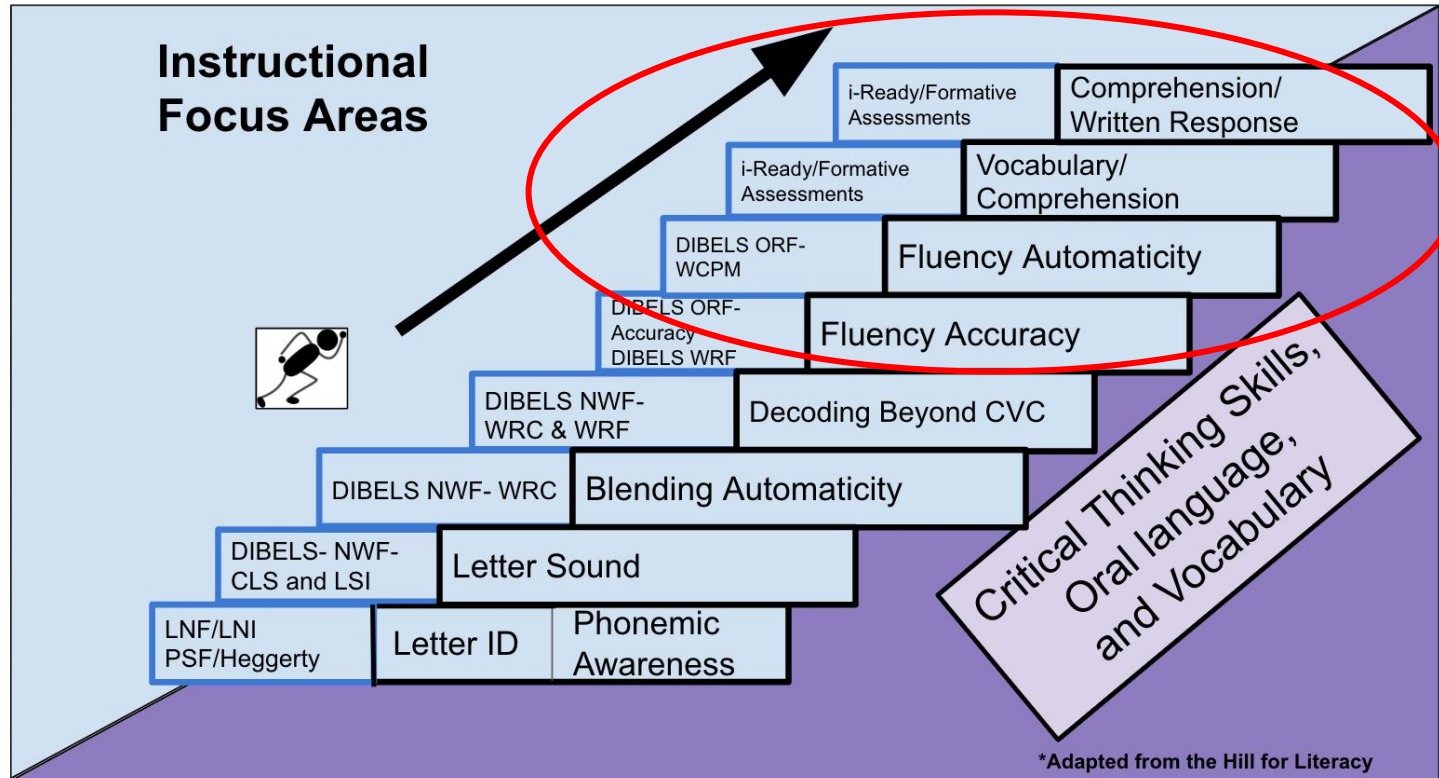 Instructional
Focus Areas
i-Ready/Formative
Assessments
Comprehension/
Written Response
i-Ready/Formative
Assessments
Vocabulary/
Comprehension
DIBELS ORF-
WCPM
Fluency Automaticity
DIBELS ORF-
Accuracy
DIBELS WRF
Fluency Accuracy
DIBELS NWF-
WRC & WRF
Decoding Beyond CVC
DIBELS NWF- WRC
Blending Automaticity
DIBELS- NWF-
CLS and LSI
Letter Sound
LNF/LNI
PSF/Heggerty
Letter ID
Phonemic
Awareness
Critical Thinking Skills,
Oral language,
and Vocabulary
*Adapted from the Hill for Literacy